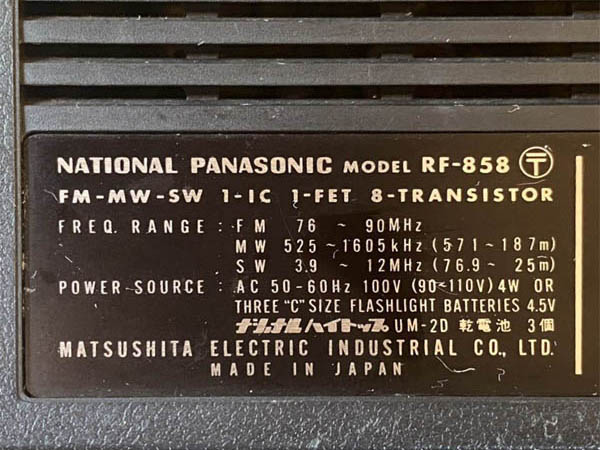 NATIONAL PANASONIC MODEL RF-858 〒
FM-MW-SW 1-IC 1-FET 8-TRANSISTOR
FREQ. RANGE : FM 76 ~ 90MHz
MW 525~1605kHz (571~187m)
SW 3.9 ~ 12MHz (76.9~ 25m)
POWER-SOURCE : AC 50-60Hz 100V (90~110V) 4W OR
THREE "C" SIZE FLASHLIGHT BATTERIES 4.5V
ナショナルハイトップ UM-2D 乾電池 3個
MATSUSHITA ELECTRIC INDUSTRIAL CO., LTD.
MADE IN JAPAN